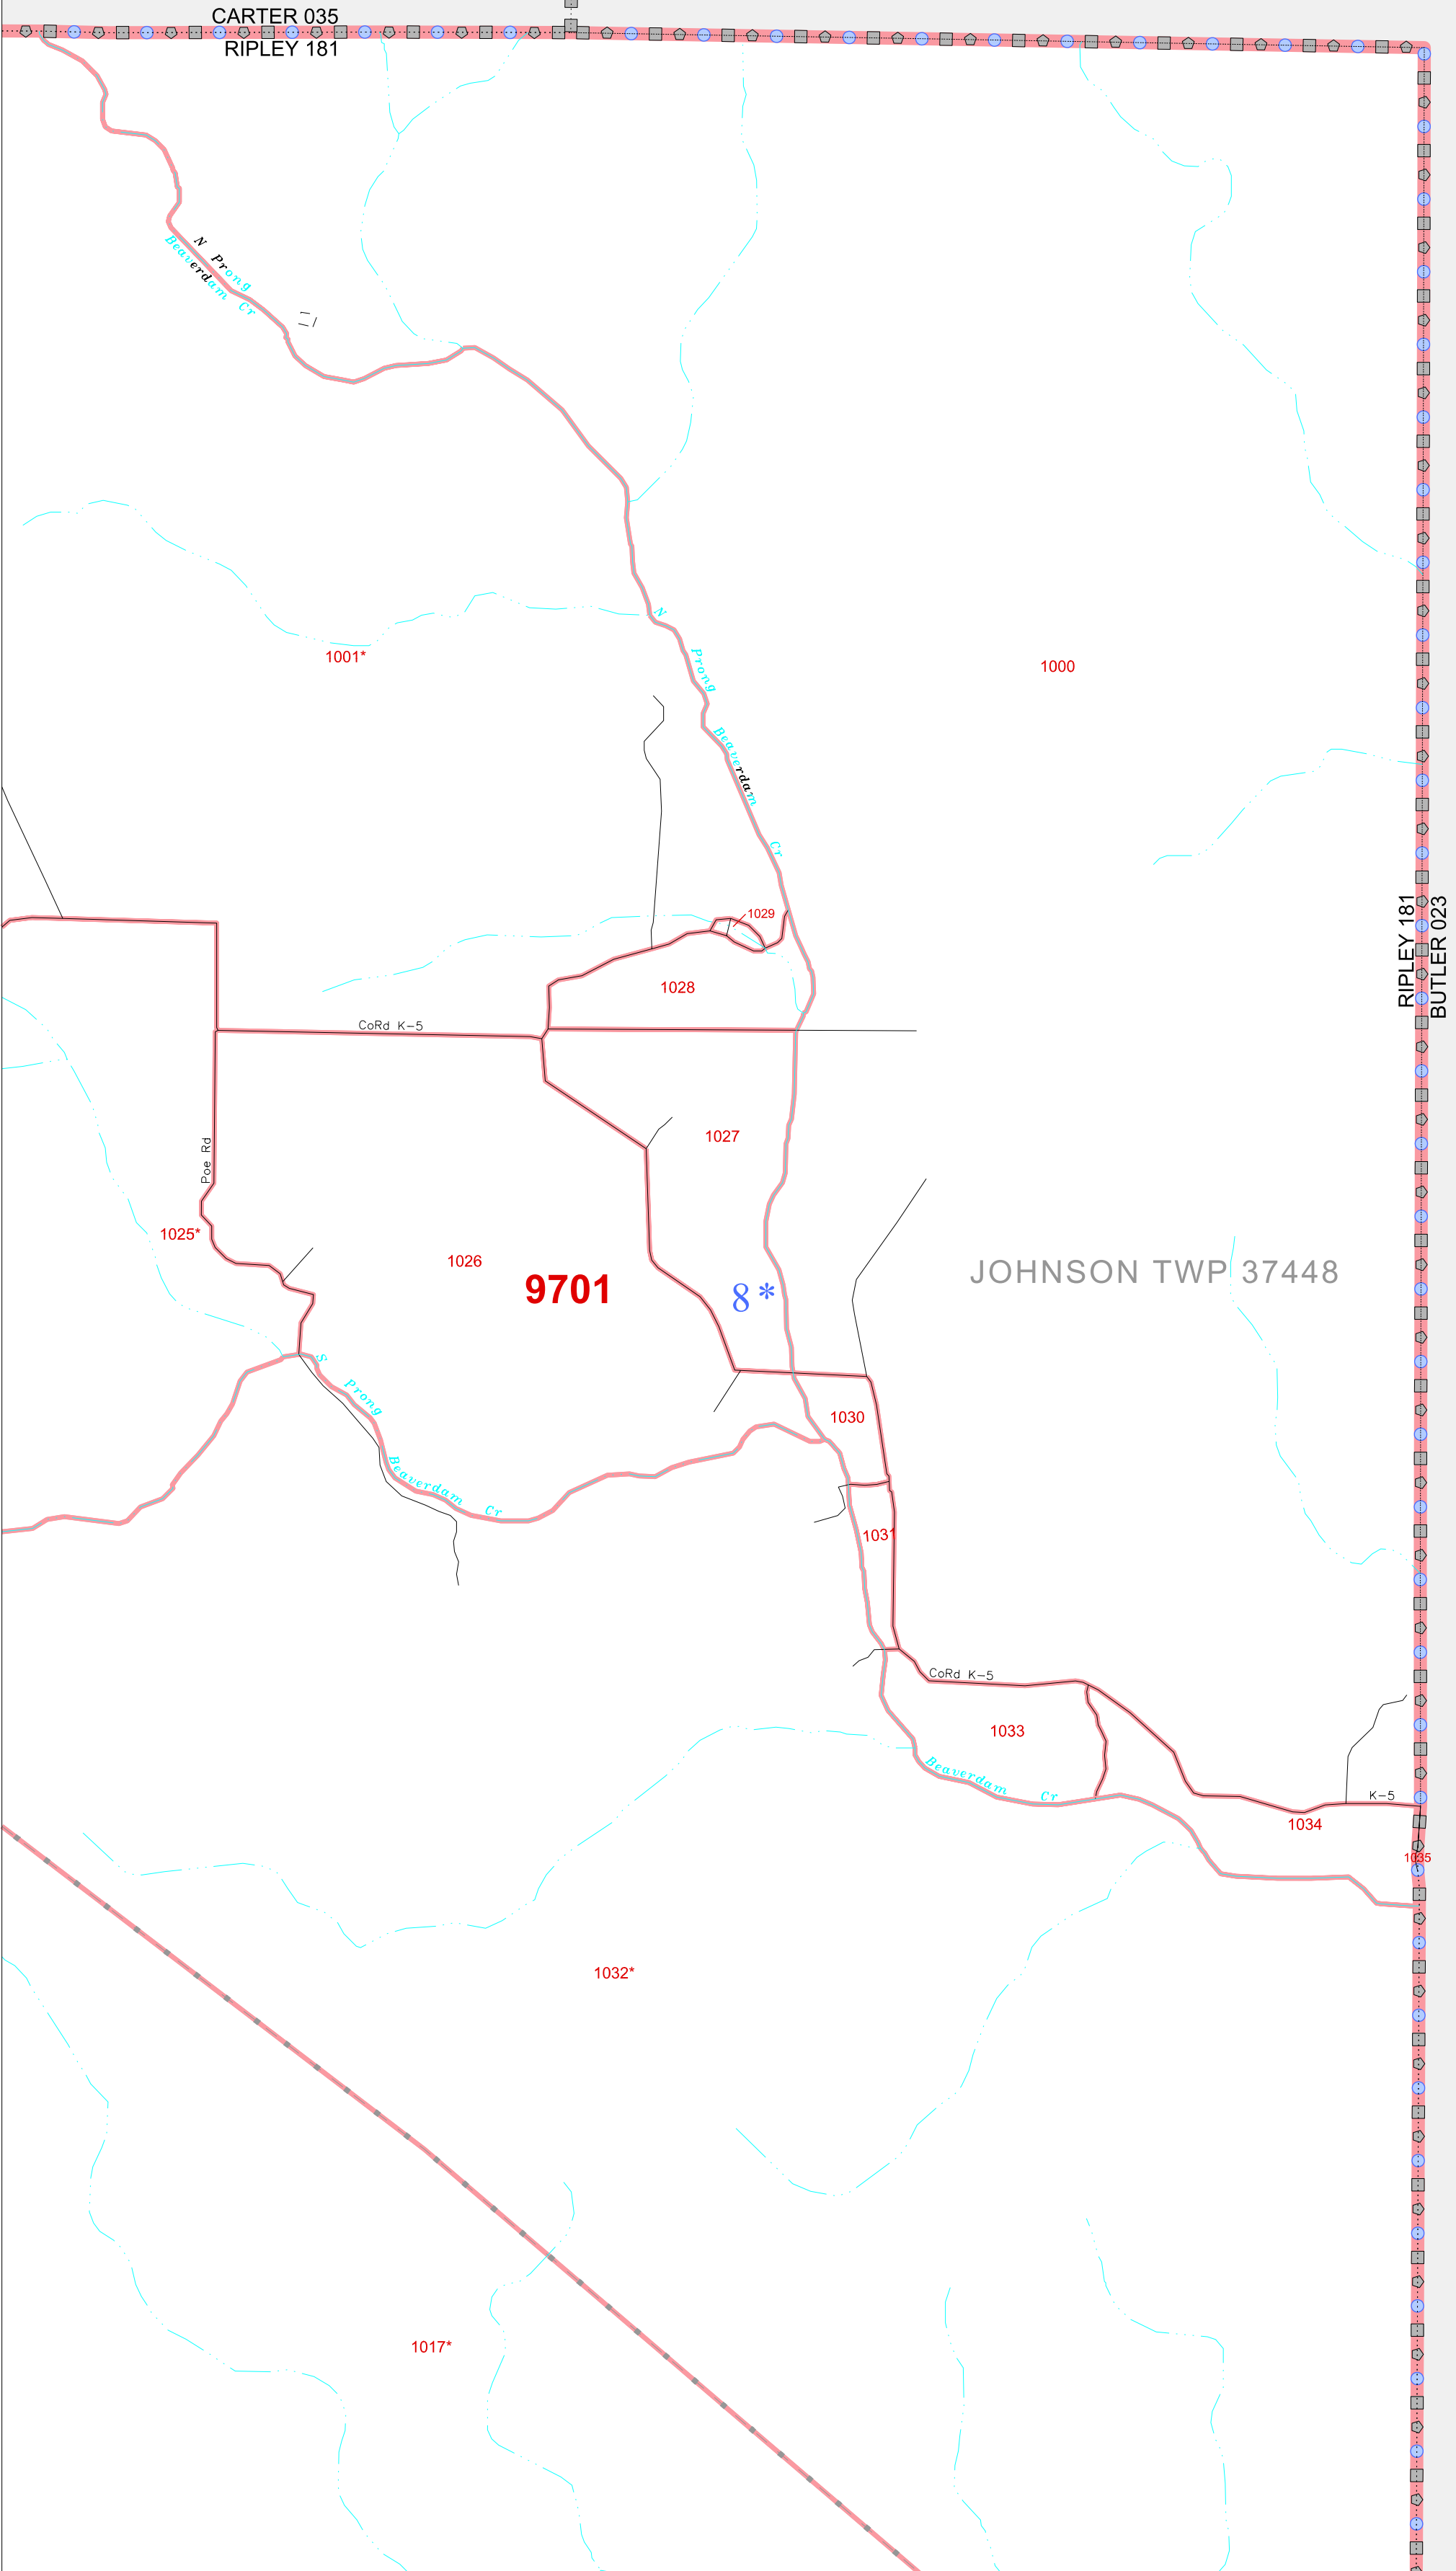 CARTER 035
RIPLEY 181
N Prong
Beaverdam Cr
N Prong Beaverdam Cr
1001*
1000
1029
1028
RIPLEY 181
BUTLER 023
CoRd K-5
Poe Rd
1027
1025*
1026
9701
8*
JOHNSON TWP 37448
S Prong Beaverdam Cr
1030
1031
CoRd K-5
1033
Beaverdam Cr
K-5
1034
1035
1032*
1017*